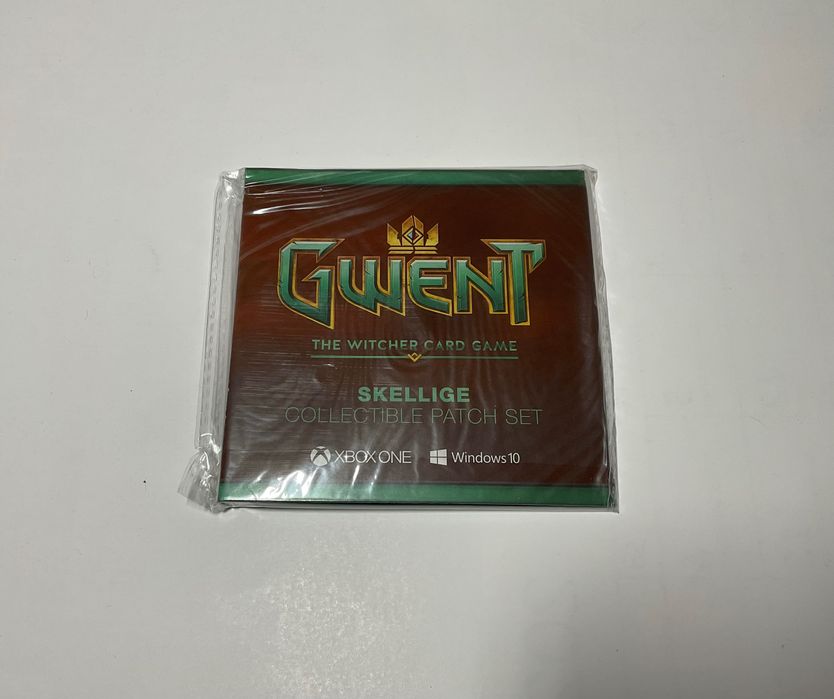 GWENT
THE WITCHER CARD GAME
SKELLIGE
COLLECTIBLE PATCH SET
XBOX ONE Windows 10